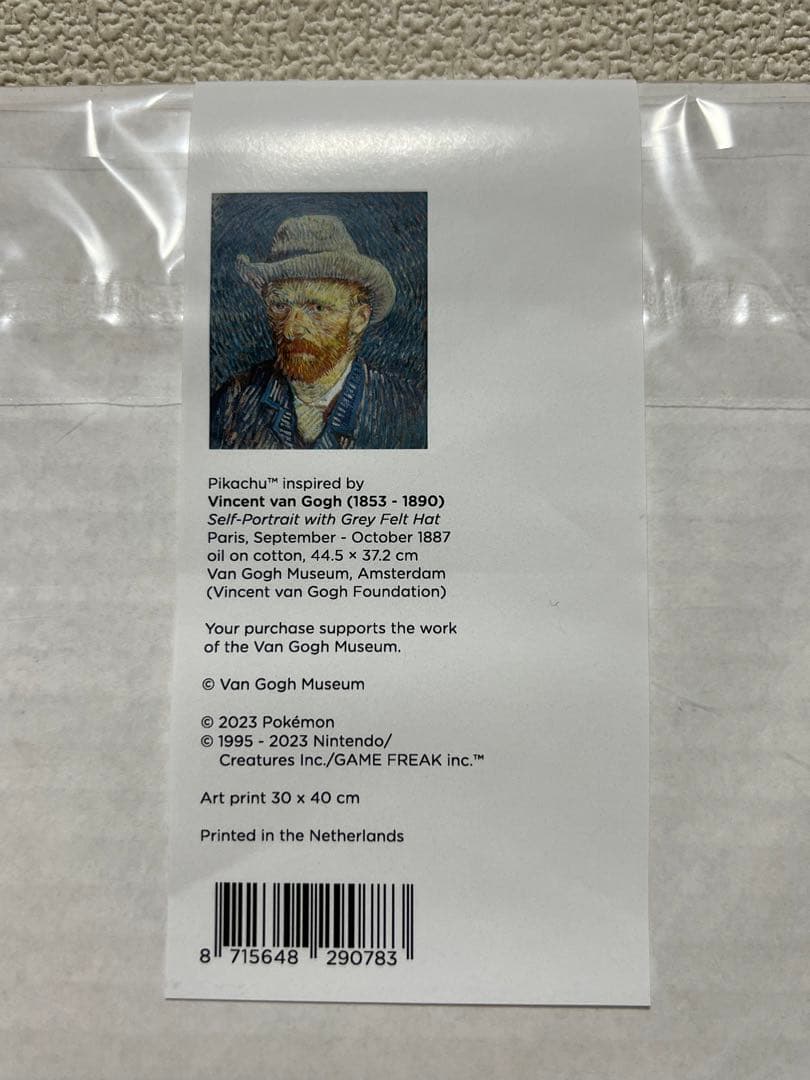 Pikachu™ inspired by
Vincent van Gogh (1853 - 1890)
Self-Portrait with Grey Felt Hat
Paris, September - October 1887
oil on cotton, 44.5 × 37.2 cm
Van Gogh Museum, Amsterdam
(Vincent van Gogh Foundation)
Your purchase supports the work
of the Van Gogh Museum.
© Van Gogh Museum
© 2023 Pokémon
© 1995 - 2023 Nintendo/
Creatures Inc./GAME FREAK inc.™
Art print 30 x 40 cm
Printed in the Netherlands
8 715648 290783